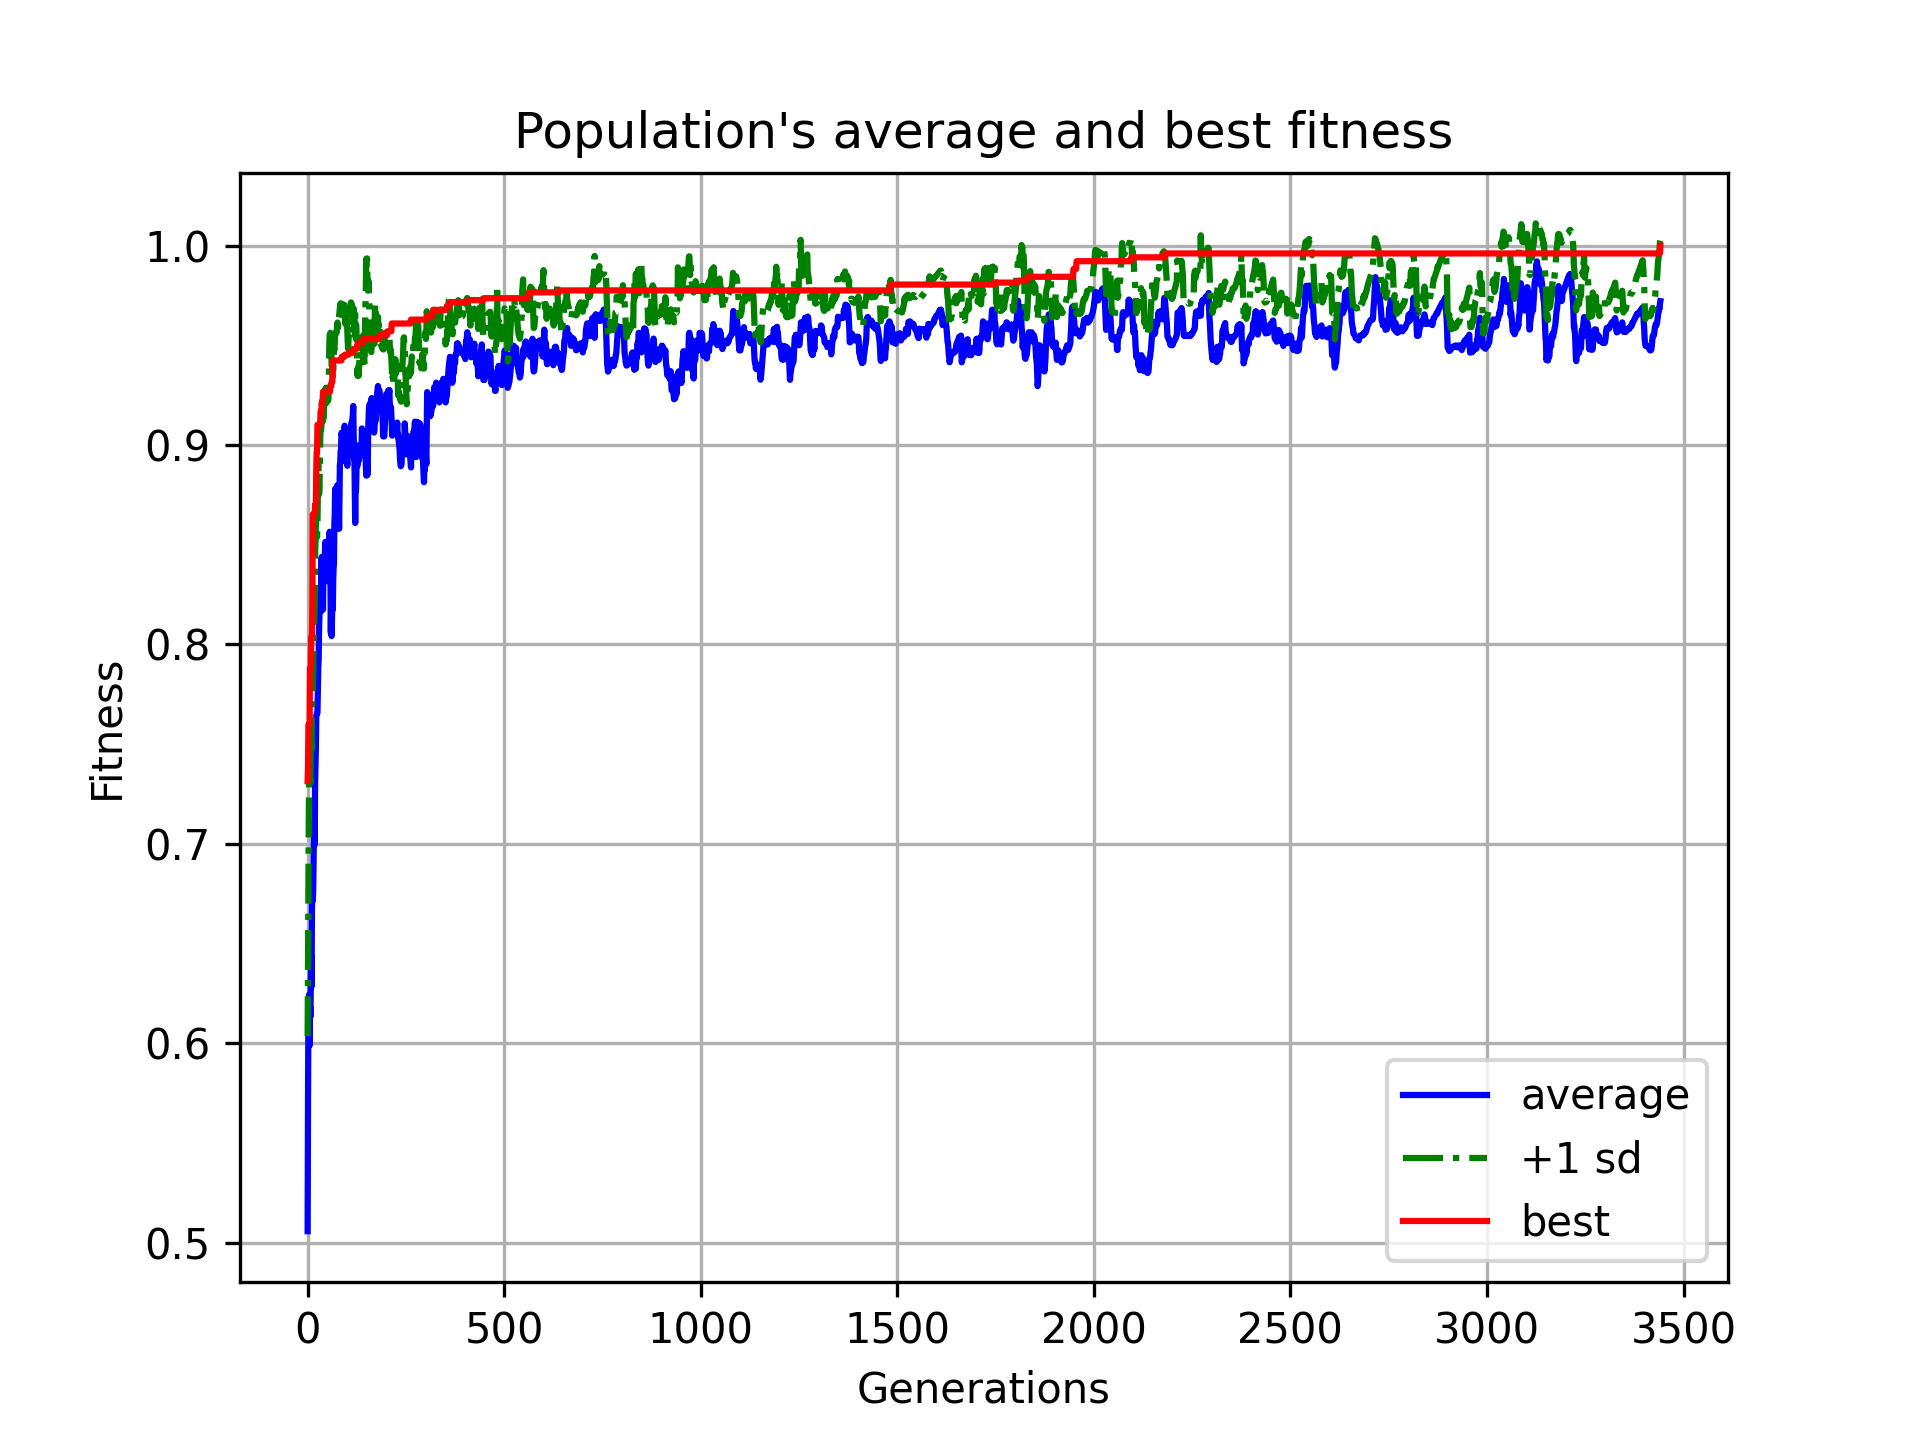 Population's average and best fitness
Fitness
1.0
0.9
0.8
0.7
0.6
0.5
average
+1 sd
best
0 500 1000 1500 2000 2500 3000 3500
Generations